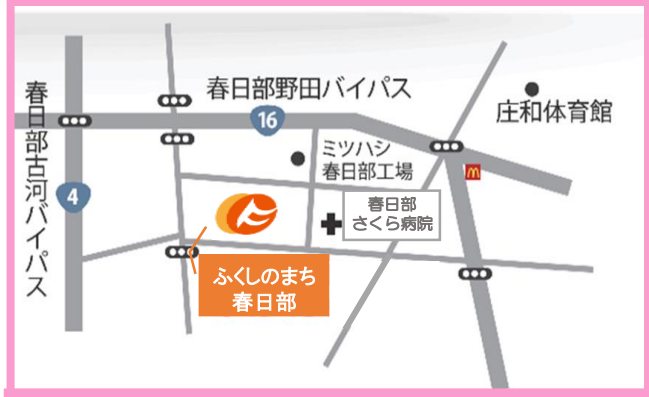 春日部野田バイパス
16
庄和体育館
春日部古河バイパス
4
ミツハシ
春日部工場
春日部
さくら病院
ふくしのまち
春日部